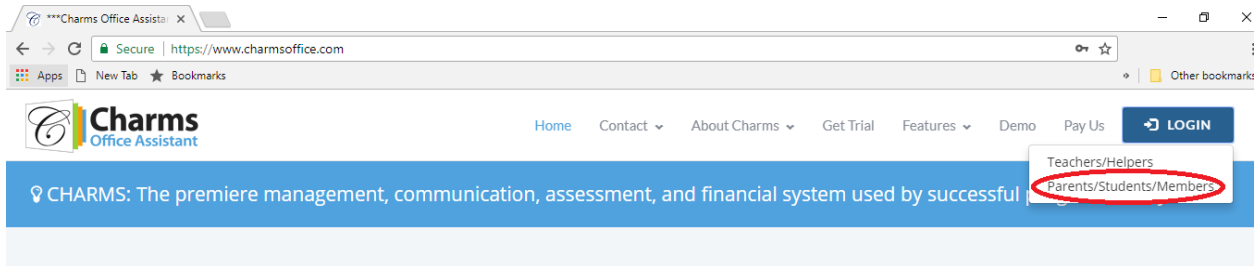 ***Charms Office Assista
Secure | https://www.charmsoffice.com
Apps New Tab Bookmarks Other bookmarks
Charms
Office Assistant
Home Contact About Charms Get Trial Features Demo Pay Us LOGIN
Teachers/Helpers
Parents/Students/Members
CHARMS: The premiere management, communication, assessment, and financial system used by successful